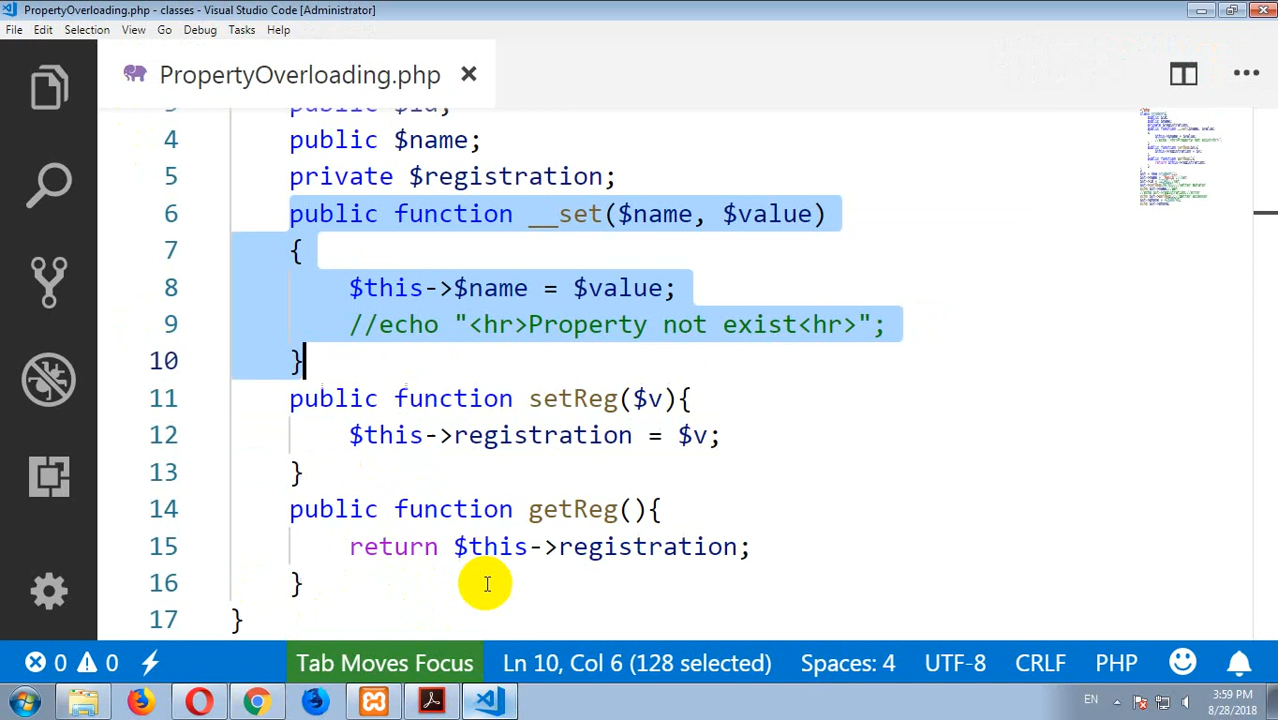 PropertyOverloading.php - classes - Visual Studio Code [Administrator]
File Edit Selection View Go Debug Tasks Help
PropertyOverloading.php
public $id;
4 public $name;
5 private $registration;
6 public function __set($name, $value)
7 {
8 $this->$name = $value;
9 //echo "<hr>Property not exist<hr>";
10 }
11 public function setReg($v){
12 $this->registration = $v;
13 }
14 public function getReg(){
15 return $this->registration;
16 }
17 }
0 0 Tab Moves Focus Ln 10, Col 6 (128 selected) Spaces: 4 UTF-8 CRLF PHP
EN 3:59 PM
8/28/2018